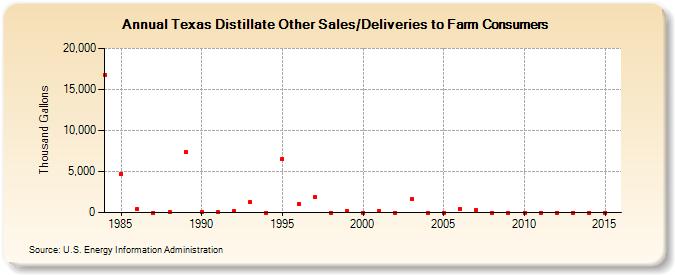 Annual Texas Distillate Other Sales/Deliveries to Farm Consumers
Thousand Gallons
20,000
15,000
10,000
5,000
0
1985 1990 1995 2000 2005 2010 2015
Source: U.S. Energy Information Administration